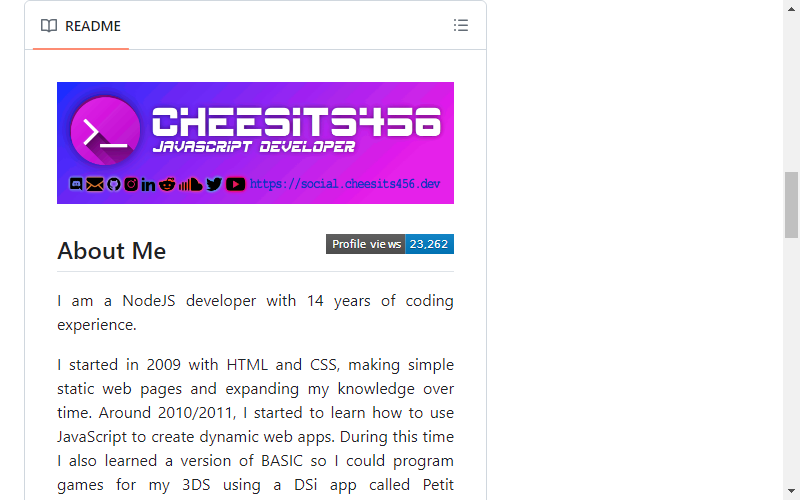 README
CHEESITS456
JAVASCRIPT DEVELOPER
https://social.cheesits456.dev
About Me
Profile views 23,262
I am a NodeJS developer with 14 years of coding
experience.
I started in 2009 with HTML and CSS, making simple
static web pages and expanding my knowledge over
time. Around 2010/2011, I started to learn how to use
JavaScript to create dynamic web apps. During this time
I also learned a version of BASIC so I could program
games for my 3DS using a DSi app called Petit